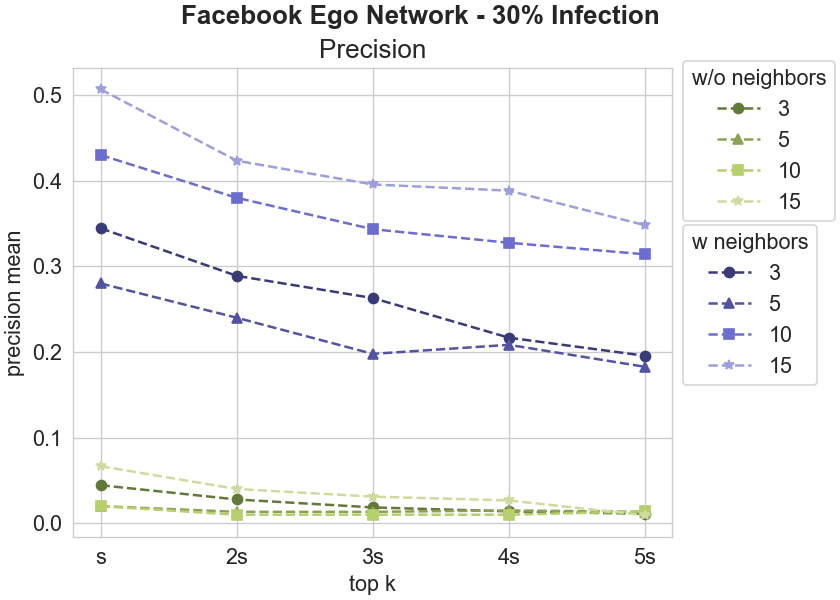 Facebook Ego Network - 30% Infection
Precision
precision mean
0.5
0.4
0.3
0.2
0.1
0.0
s 2s 3s 4s 5s
top k
w/o neighbors
3
5
10
15
w neighbors
3
5
10
15